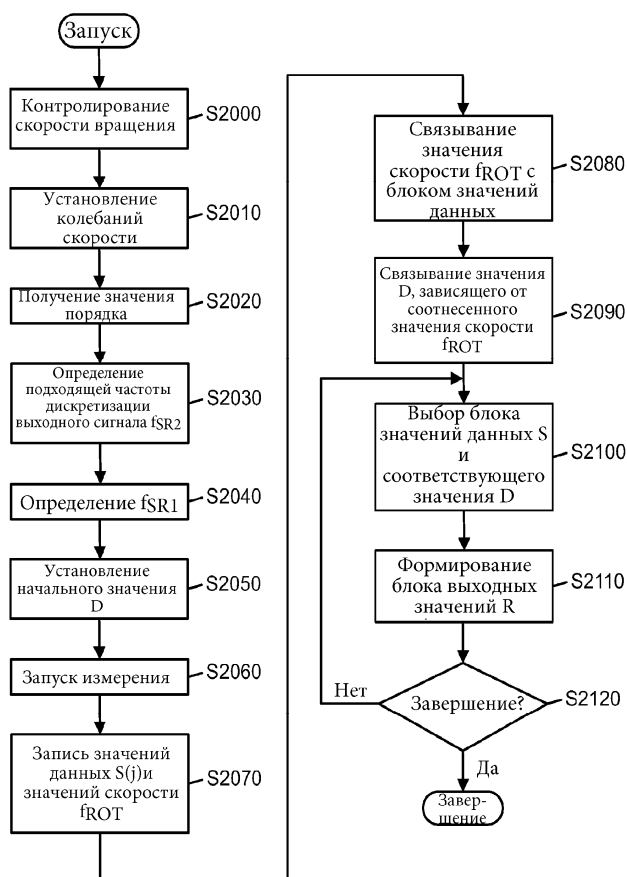 Запуск
Контролирование
скорости вращения
S2000
Установление
колебаний
скорости
S2010
Получение значения
порядка
S2020
Определение
подходящей частоты
дискретизации
выходного сигнала fSR2
S2030
Определение fSR1
S2040
Установление
начального значения
D
S2050
Запуск измерения
S2060
Запись значений
данных S(j)и
значений скорости
fROT
S2070
Связывание
значения
скорости fROT с
блоком значений
данных
S2080
Связывание значения
D, зависящего от
соотнесенного
значения скорости
fROT
S2090
Выбор блока
значений данных S
и
соответствующего
значения D
S2100
Формирование
блока выходных
значений R
S2110
Завершение?
S2120
Нет
Да
Завер-
шение